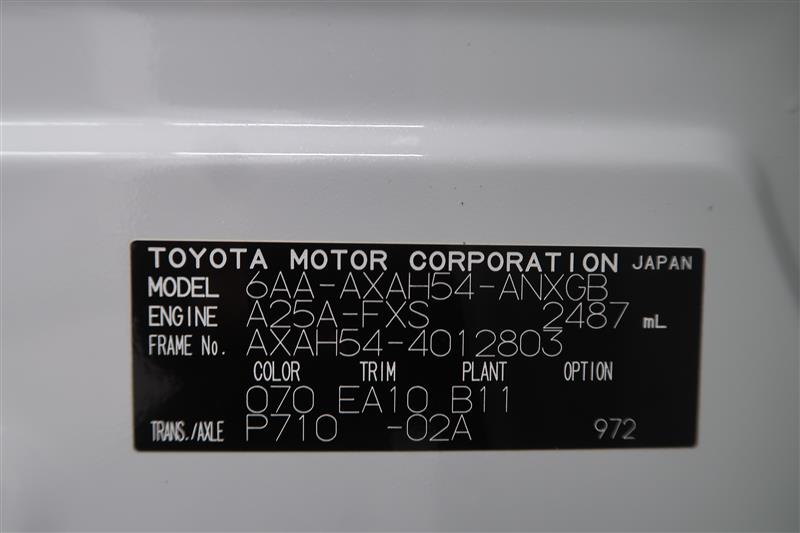 TOYOTA MOTOR CORPORATION JAPAN
MODEL 6AA-AXAH54-ANXGB
ENGINE A25A-FXS 2487 mL
FRAME No. AXAH54-4012803
COLOR TRIM PLANT OPTION
070 EA10 B11
TRANS./AXLE P710 -02A 972